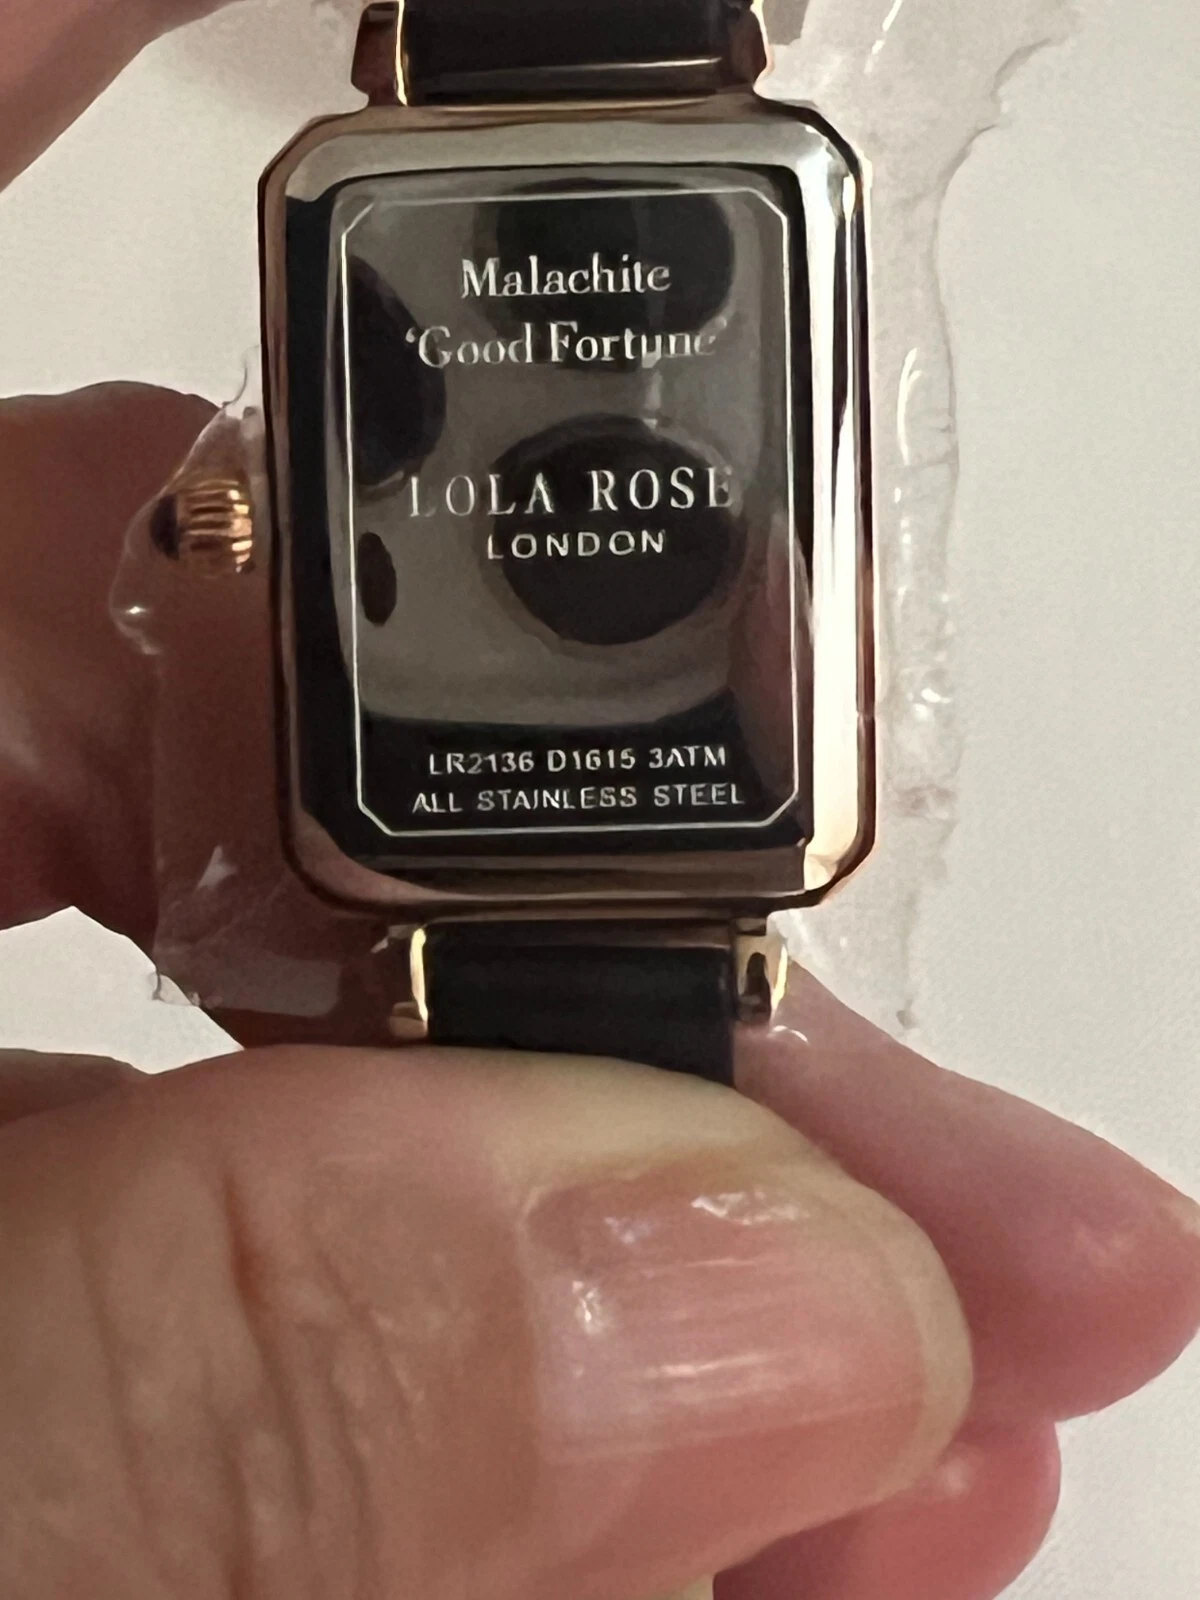 Malachite
‘Good Fortune’
LOLA ROSE
LONDON
LR2136 D1615 3ATM
ALL STAINLESS STEEL